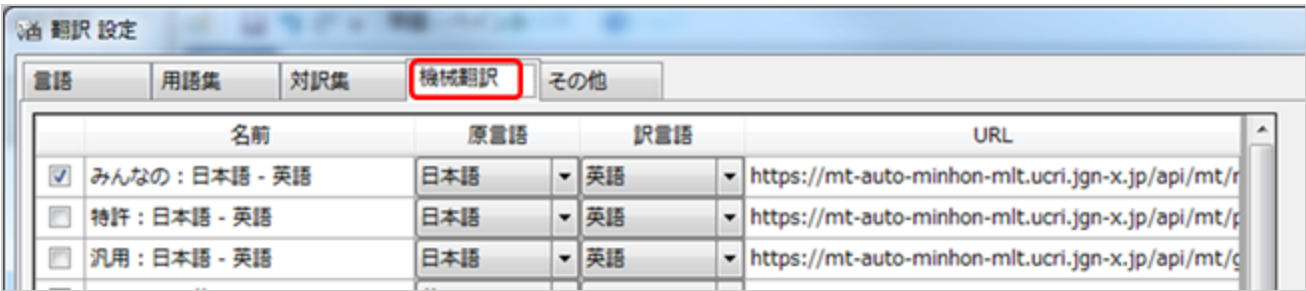 翻訳 設定
言語 用語集 対訳集 機械翻訳 その他
名前 原言語 訳言語 URL
みんなの：日本語 - 英語 日本語 英語 https://mt-auto-minhon-mlt.ucri.jgn-x.jp/api/mt/
特許：日本語 - 英語 日本語 英語 https://mt-auto-minhon-mlt.ucri.jgn-x.jp/api/mt/
汎用：日本語 - 英語 日本語 英語 https://mt-auto-minhon-mlt.ucri.jgn-x.jp/api/mt/